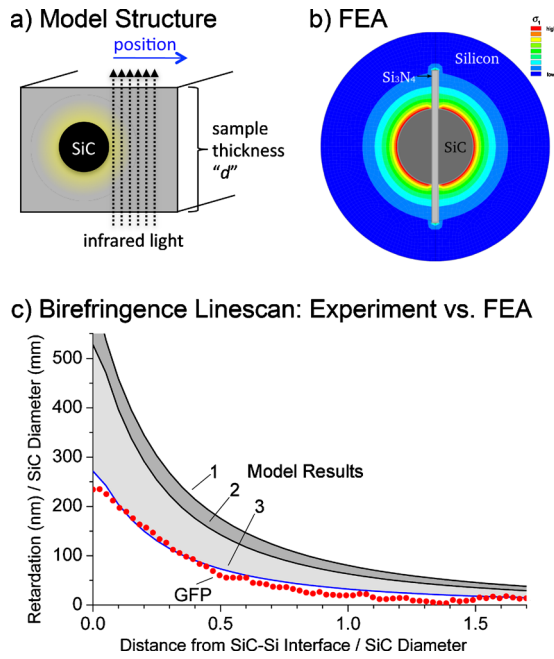 a) Model Structure
position
SiC
sample
thickness
"d"
infrared light
b) FEA
σ1
high
low
Silicon
Si3N4
SiC
c) Birefringence Linescan: Experiment vs. FEA
Retardation (nm) / SiC Diameter (mm)
500
400
300
200
100
0
1
Model Results
2
3
GFP
0.0
0.5
1.0
1.5
Distance from SiC-Si Interface / SiC Diameter